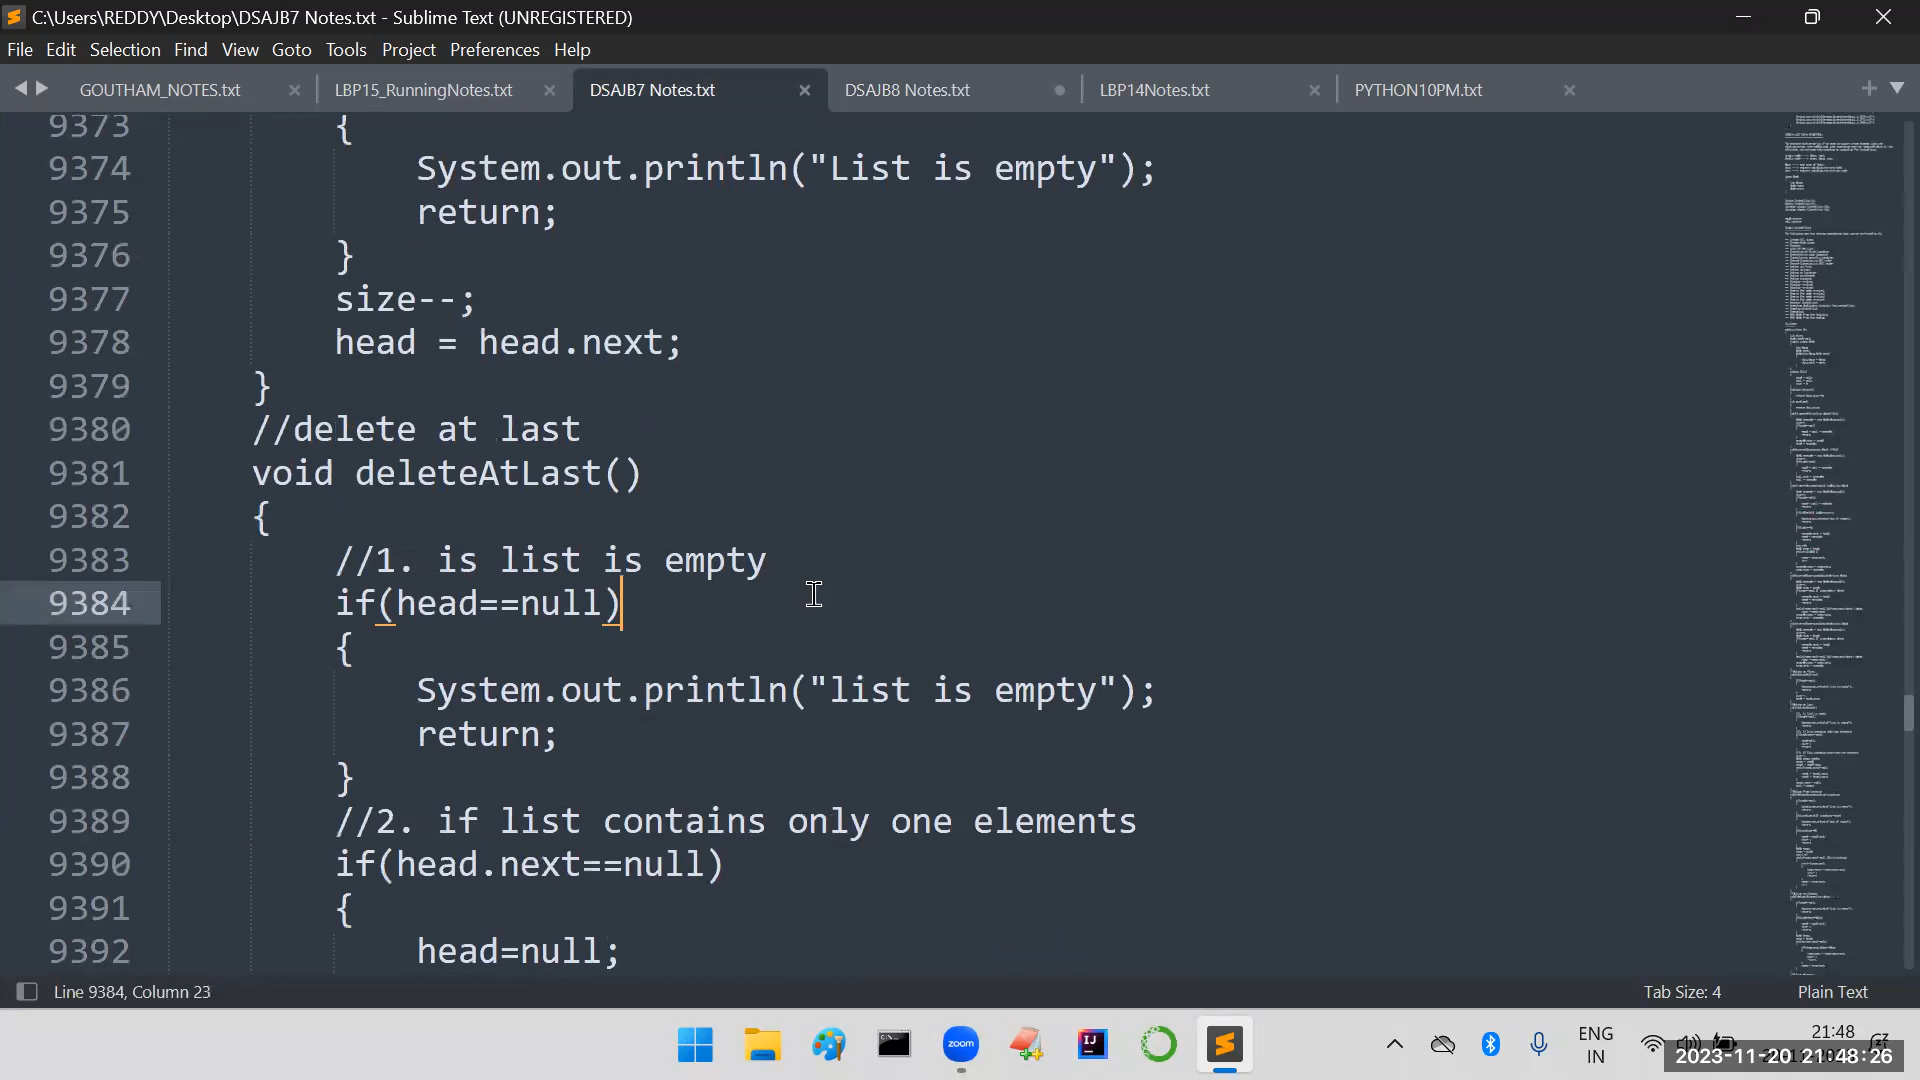 C:\Users\REDDY\Desktop\DSAJB7 Notes.txt - Sublime Text (UNREGISTERED)
File Edit Selection Find View Goto Tools Project Preferences Help
GOUTHAM_NOTES.txt LBP15_RunningNotes.txt DSAJB7 Notes.txt DSAJB8 Notes.txt LBP14Notes.txt PYTHON10PM.txt
9373 {
9374 System.out.println("List is empty");
9375 return;
9376 }
9377 size--;
9378 head = head.next;
9379 }
9380 //delete at last
9381 void deleteAtLast()
9382 {
9383 //1. is list is empty
9384 if(head==null)
9385 {
9386 System.out.println("list is empty");
9387 return;
9388 }
9389 //2. if list contains only one elements
9390 if(head.next==null)
9391 {
9392 head=null;
Line 9384, Column 23 Tab Size: 4 Plain Text
zoom
IJ
ENG
IN
21:48
2023-11-20 21:48:26